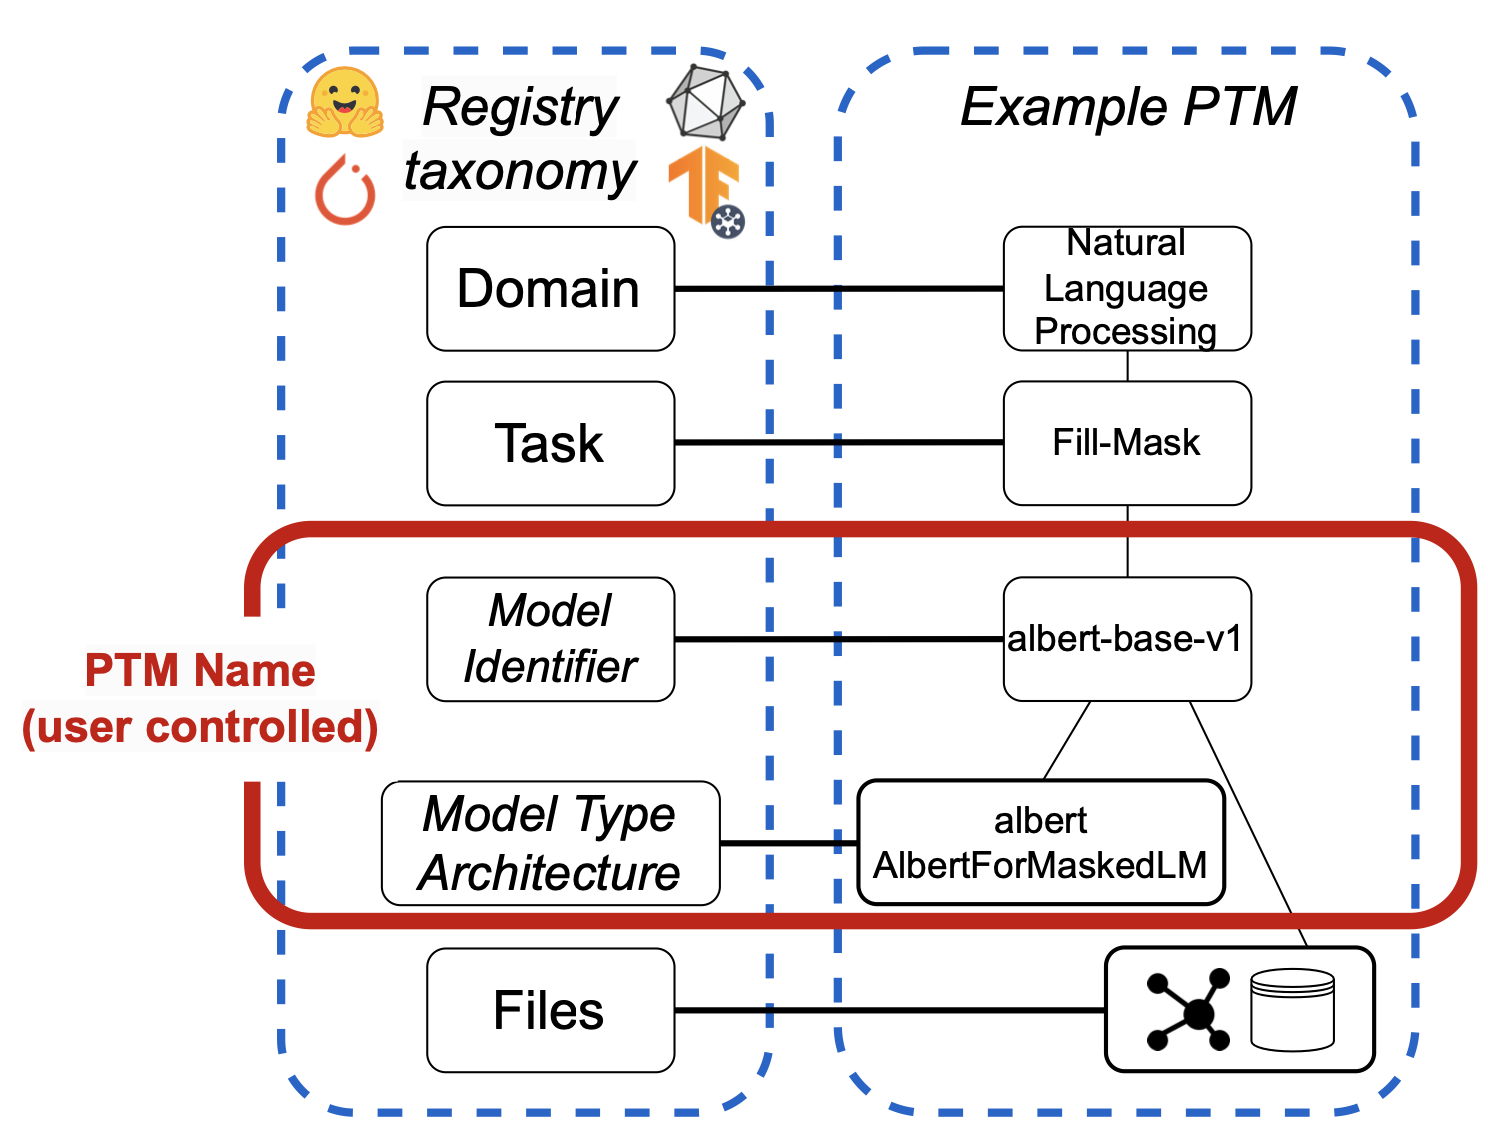 Registry
taxonomy
Example PTM
Domain
Natural
Language
Processing
Task
Fill-Mask
Model
Identifier
albert-base-v1
PTM Name
(user controlled)
Model Type
Architecture
albert
AlbertForMaskedLM
Files